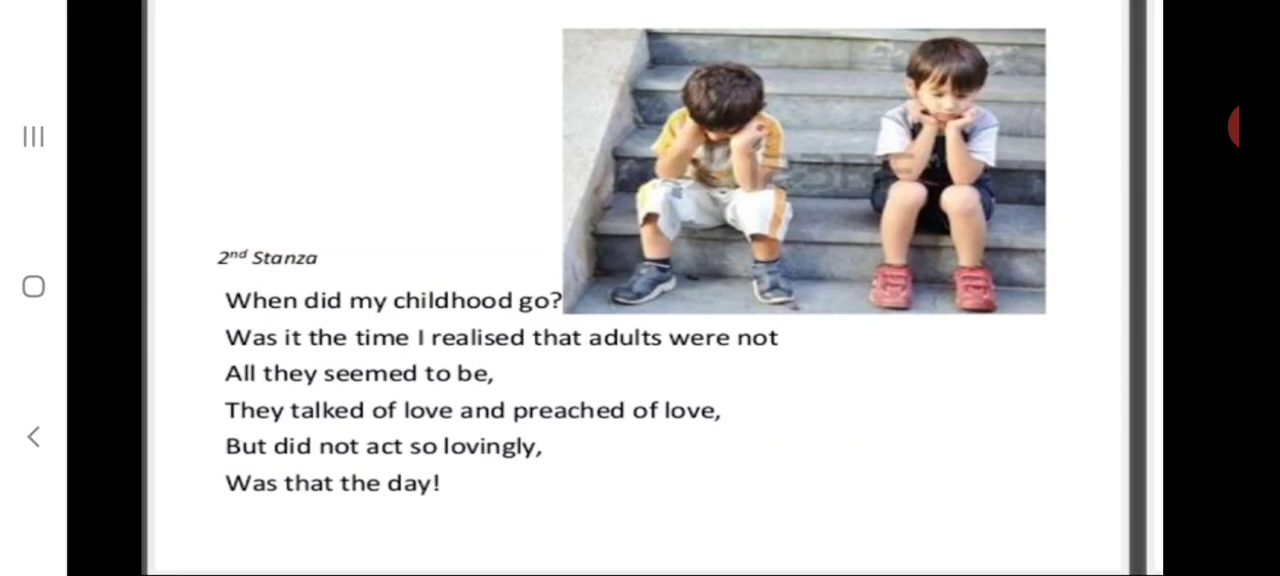 2nd Stanza
When did my childhood go?
Was it the time I realised that adults were not
All they seemed to be,
They talked of love and preached of love,
But did not act so lovingly,
Was that the day!